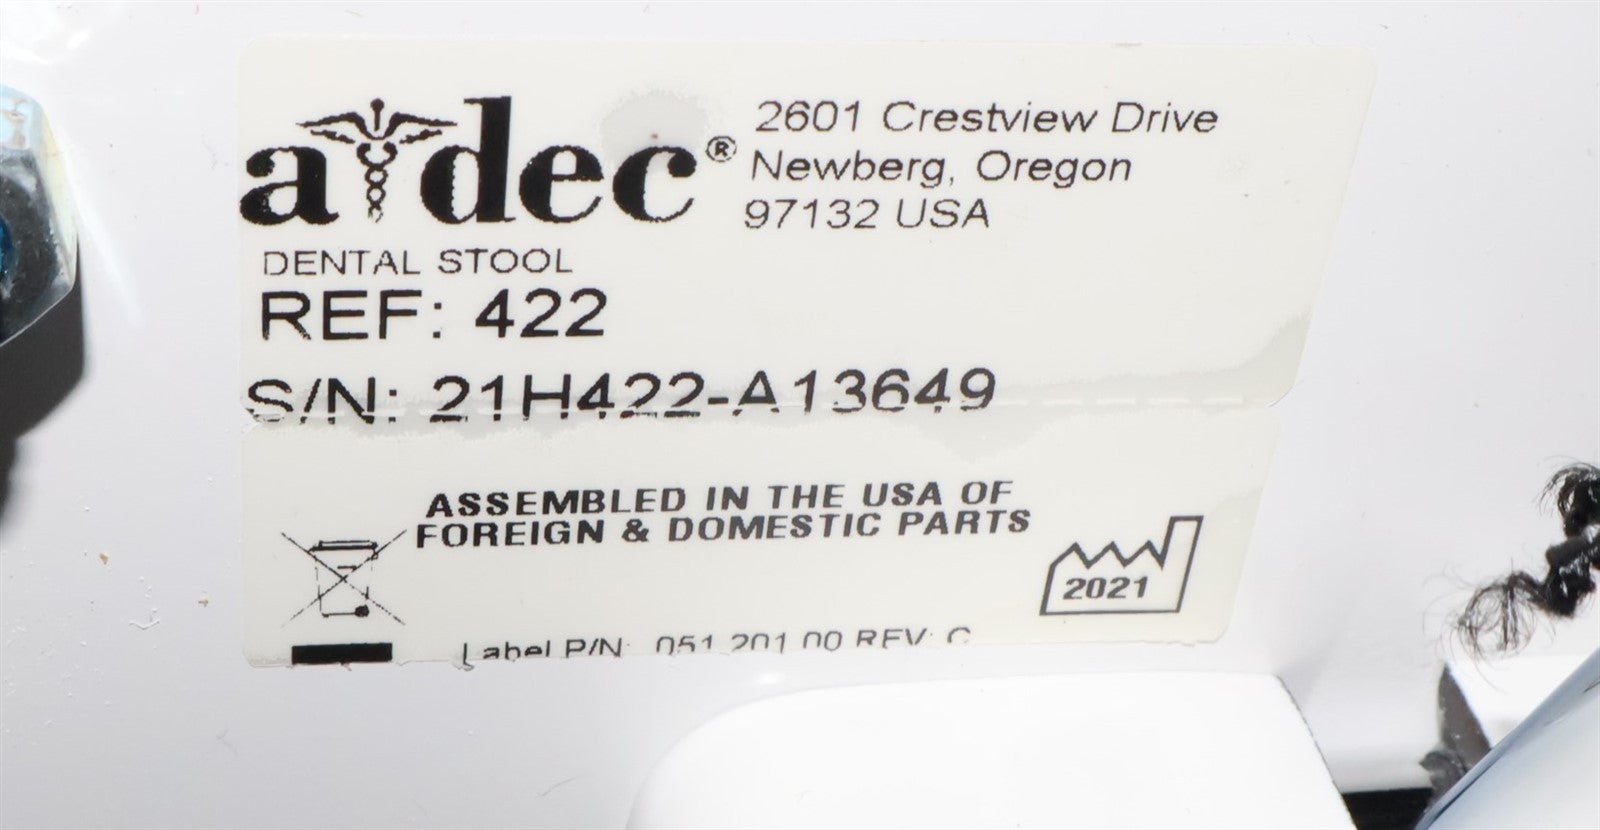 a-dec®
2601 Crestview Drive
Newberg, Oregon
97132 USA
DENTAL STOOL
REF: 422
S/N: 21H422-A13649
ASSEMBLED IN THE USA OF
FOREIGN & DOMESTIC PARTS
2021
Label P/N: 051.201.00 REV: C